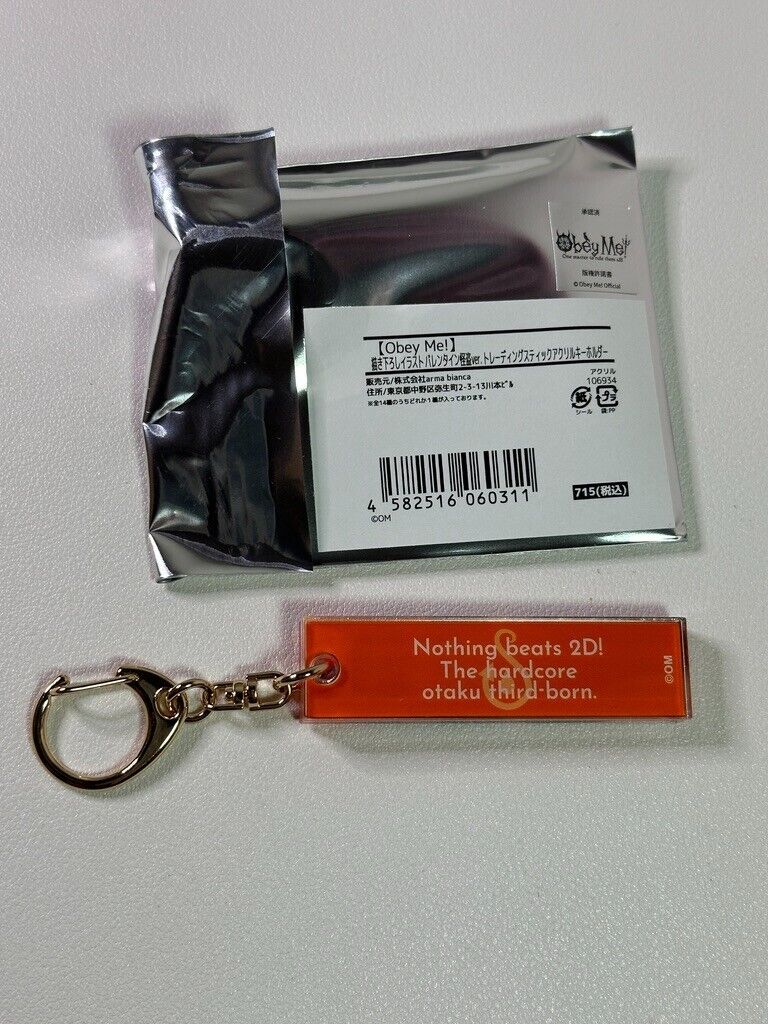 承認済
Obey Me!
One master to rule them all!
版権許諾書
© Obey Me! Official
【Obey Me!】
描き下ろしイラスト バレンタイン怪盗ver. トレーディングスティックアクリルキーホルダー
販売元/株式会社arma bianca
住所/東京都中野区弥生町2-3-13川本ビル
※全14種のうちどれか1種が入っております。
アクリル
106934
紙
シール
プラ
袋:PP
4 582516 060311
715(税込)
©OM
Nothing beats 2D!
The hardcore
otaku third-born.
©OM